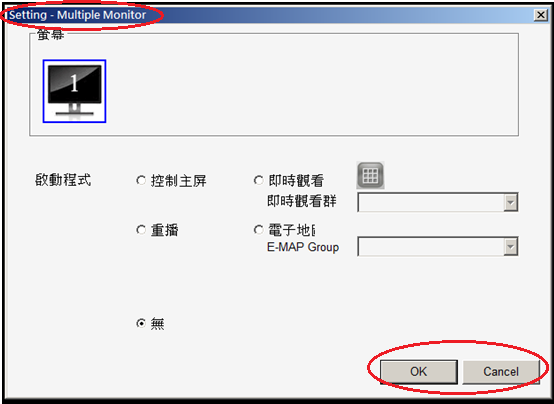 Setting - Multiple Monitor
螢幕
1
啟動程式
控制主屏
即時觀看
即時觀看群
重播
電子地
E-MAP Group
無
OK
Cancel